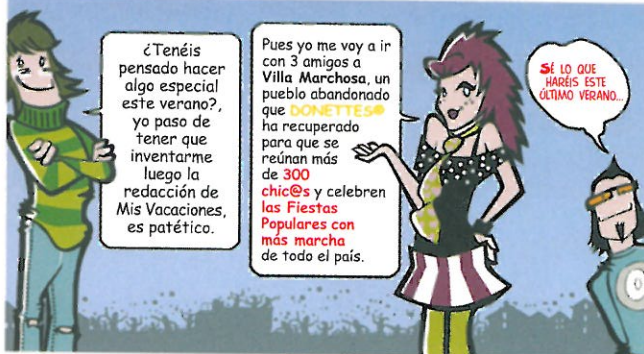 ¿Tenéis
pensado hacer
algo especial
este verano?,
yo paso de
tener que
inventarme
luego la
redacción de
Mis Vacaciones,
es patético.
Pues yo me voy a ir
con 3 amigos a
Villa Marchosa, un
pueblo abandonado
que DONETTES®
ha recuperado
para que se
reúnan más
de 300
chic@s y celebren
las Fiestas
Populares con
más marcha
de todo el país.
SÉ LO QUE
HARÉIS ESTE
ÚLTIMO VERANO...